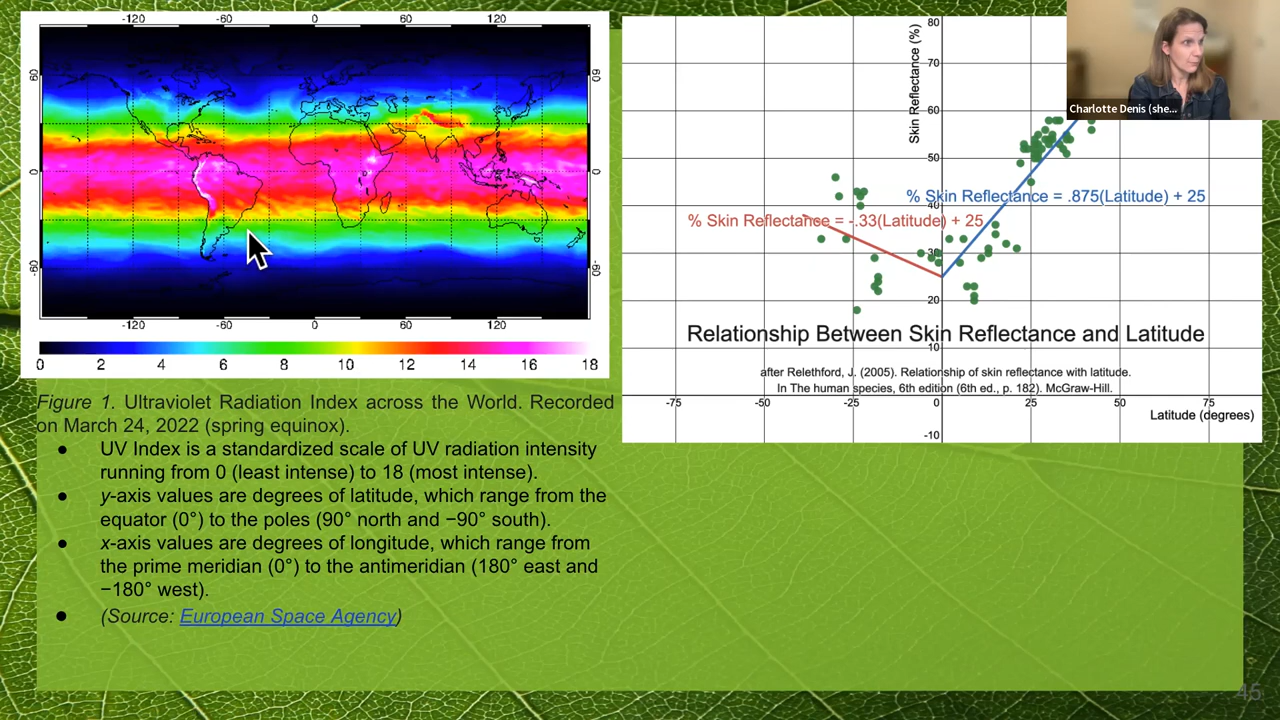 -120 -60 0 60 120
60 60
0 0
-60 -60
-120 -60 0 60 120
0 2 4 6 8 10 12 14 16 18
Figure 1. Ultraviolet Radiation Index across the World. Recorded
on March 24, 2022 (spring equinox).
● UV Index is a standardized scale of UV radiation intensity
running from 0 (least intense) to 18 (most intense).
● y-axis values are degrees of latitude, which range from the
equator (0°) to the poles (90° north and −90° south).
● x-axis values are degrees of longitude, which range from
the prime meridian (0°) to the antimeridian (180° east and
−180° west).
● (Source: European Space Agency)
Skin Reflectance (%)
80
70
60
50
% Skin Reflectance = .875(Latitude) + 25
40
% Skin Reflectance = -.33(Latitude) + 25
30
20
Relationship Between Skin Reflectance and Latitude
10
after Relethford, J. (2005). Relationship of skin reflectance with latitude.
In The human species, 6th edition (6th ed., p. 182). McGraw-Hill.
-75 -50 -25 0 25 50 75
Latitude (degrees)
-10
Charlotte Denis (she...
45